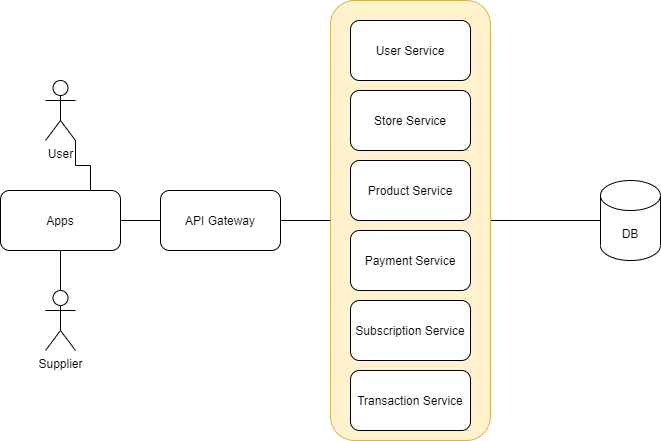 User
Apps
Supplier
API Gateway
User Service
Store Service
Product Service
Payment Service
Subscription Service
Transaction Service
DB